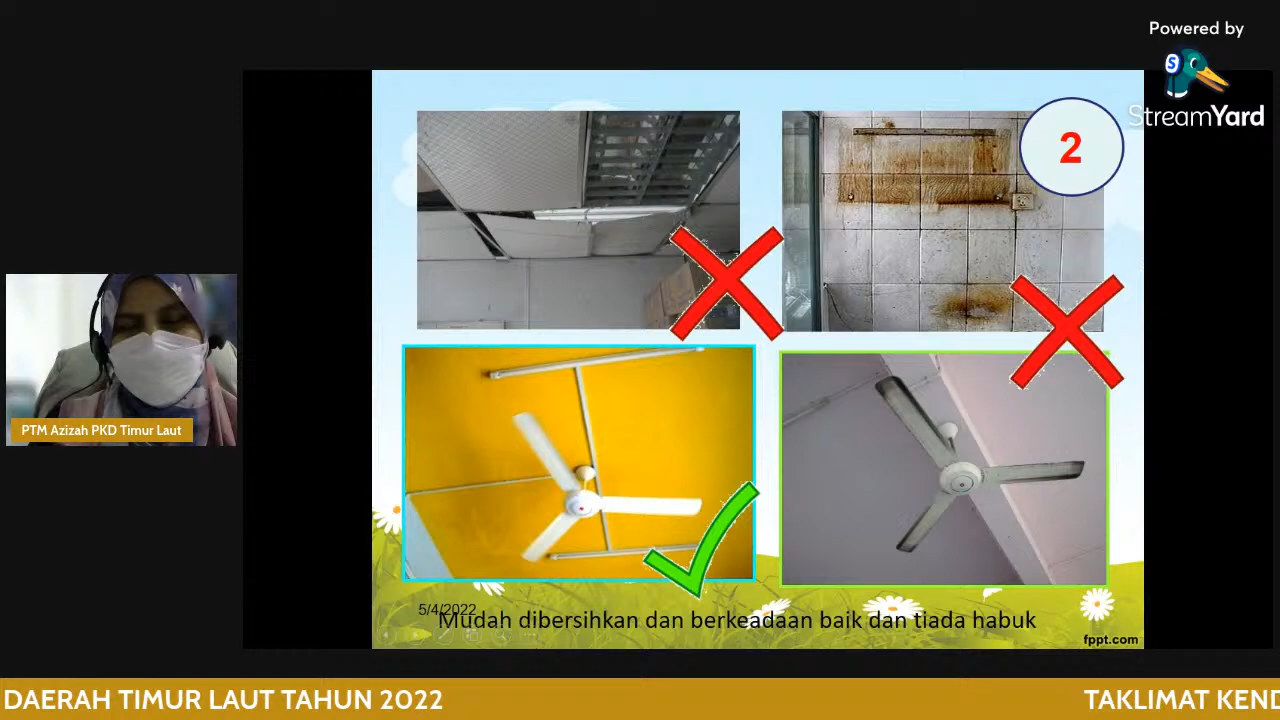 Powered by
StreamYard
2
PTM Azizah PKD Timur Laut
5/4/2022
Mudah dibersihkan dan berkeadaan baik dan tiada habuk
fppt.com
DAERAH TIMUR LAUT TAHUN 2022
TAKLIMAT KEND